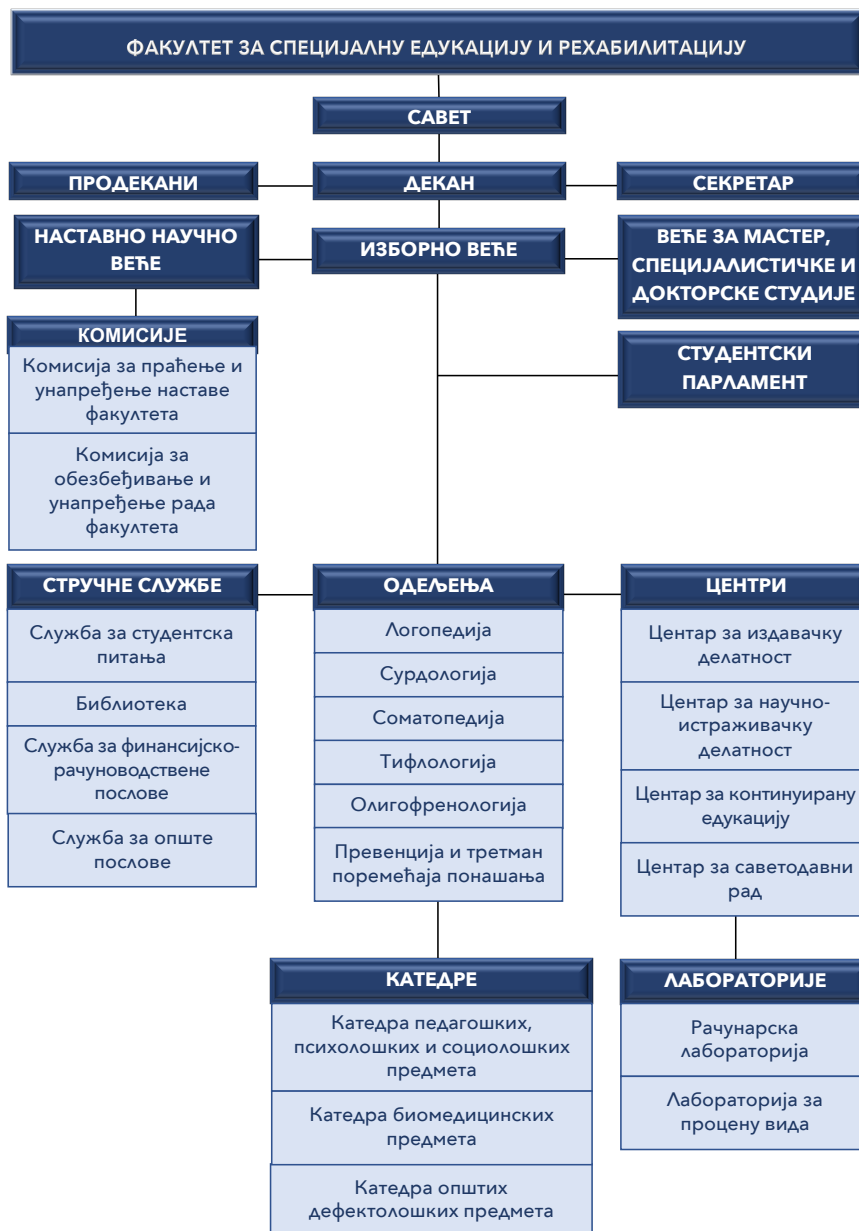 ФАКУЛТЕТ ЗА СПЕЦИЈАЛНУ ЕДУКАЦИЈУ И РЕХАБИЛИТАЦИЈУ
САВЕТ
ПРОДЕКАНИ
ДЕКАН
СЕКРЕТАР
НАСТАВНО НАУЧНО
ВЕЋЕ
ИЗБОРНО ВЕЋЕ
ВЕЋЕ ЗА МАСТЕР,
СПЕЦИЈАЛИСТИЧКЕ И
ДОКТОРСКЕ СТУДИЈЕ
КОМИСИЈЕ
Комисија за праћење и
унапређење наставе
факултета
Комисија за
обезбеђивање и
унапређење рада
факултета
СТУДЕНТСКИ
ПАРЛАМЕНТ
СТРУЧНЕ СЛУЖБЕ
Служба за студентска
питања
Библиотека
Служба за финансијско-
рачуноводствене
послове
Служба за опште
послове
ОДЕЉЕЊА
Логопедија
Сурдологија
Соматопедија
Тифлологија
Олигофренологија
Превенција и третман
поремећаја понашања
ЦЕНТРИ
Центар за издавачку
делатност
Центар за научно-
истраживачку
делатност
Центар за континуирану
едукацију
Центар за саветодавни
рад
КАТЕДРЕ
Катедра педагошких,
психолошких и социолошких
предмета
Катедра биомедицинских
предмета
Катедра општих
дефектолошких предмета
ЛАБОРАТОРИЈЕ
Рачунарска
лабораторија
Лабораторија за
процену вида